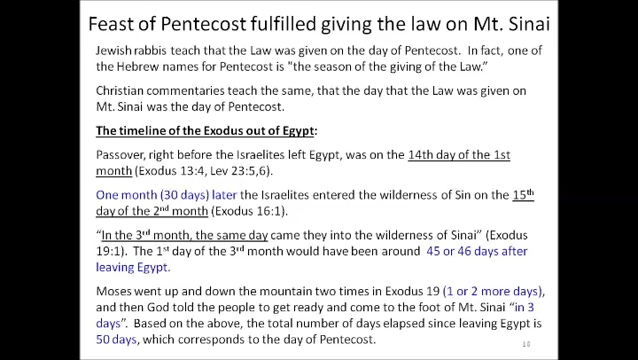 Feast of Pentecost fulfilled giving the law on Mt. Sinai
Jewish rabbis teach that the Law was given on the day of Pentecost. In fact, one of
the Hebrew names for Pentecost is "the season of the giving of the Law."
Christian commentaries teach the same, that the day that the Law was given on
Mt. Sinai was the day of Pentecost.
The timeline of the Exodus out of Egypt:
Passover, right before the Israelites left Egypt, was on the 14th day of the 1st
month (Exodus 13:4, Lev 23:5,6).
One month (30 days) later the Israelites entered the wilderness of Sin on the 15th
day of the 2nd month (Exodus 16:1).
"In the 3rd month, the same day came they into the wilderness of Sinai" (Exodus
19:1). The 1st day of the 3rd month would have been around 45 or 46 days after
leaving Egypt.
Moses went up and down the mountain two times in Exodus 19 (1 or 2 more days),
and then God told the people to get ready and come to the foot of Mt. Sinai "in 3
days". Based on the above, the total number of days elapsed since leaving Egypt is
50 days, which corresponds to the day of Pentecost.